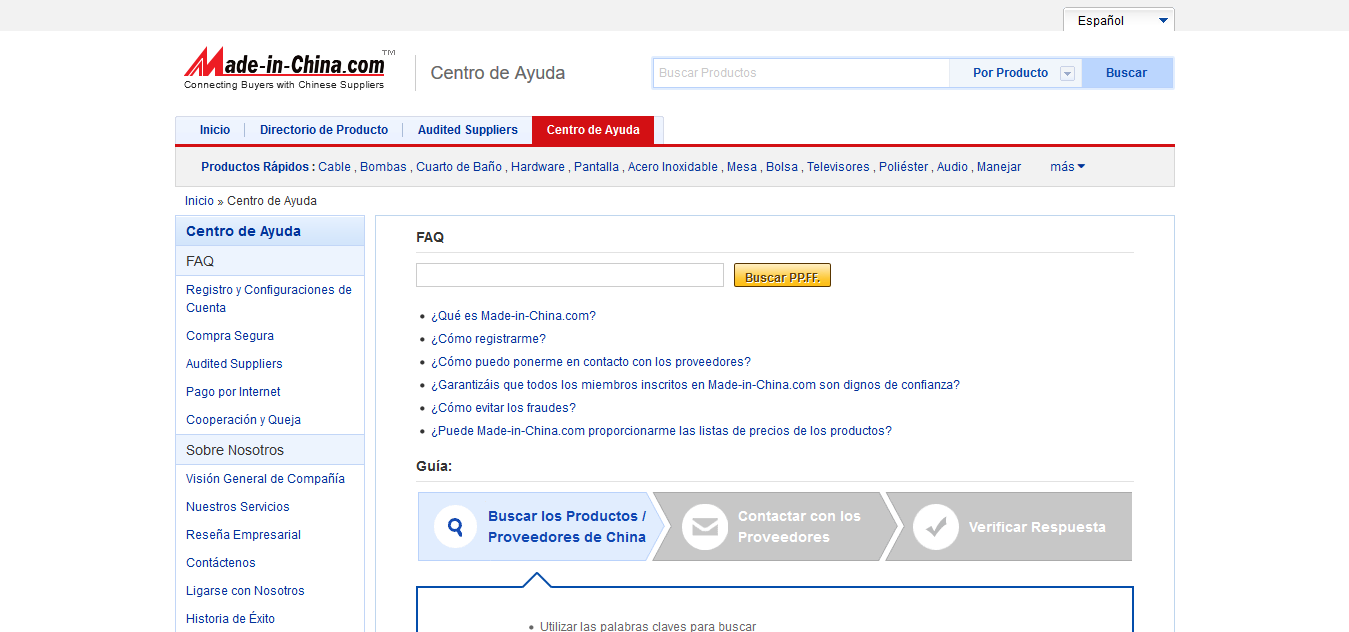 Español
Made-in-China.com™
Connecting Buyers with Chinese Suppliers
Centro de Ayuda
Buscar Productos
Por Producto
Buscar
Inicio
Directorio de Producto
Audited Suppliers
Centro de Ayuda
Productos Rápidos : Cable , Bombas , Cuarto de Baño , Hardware , Pantalla , Acero Inoxidable , Mesa , Bolsa , Televisores , Poliéster , Audio , Manejar
más
Inicio » Centro de Ayuda
Centro de Ayuda
FAQ
Registro y Configuraciones de
Cuenta
Compra Segura
Audited Suppliers
Pago por Internet
Cooperación y Queja
Sobre Nosotros
Visión General de Compañía
Nuestros Servicios
Reseña Empresarial
Contáctenos
Ligarse con Nosotros
Historia de Éxito
FAQ
Buscar PP.FF.
• ¿Qué es Made-in-China.com?
• ¿Cómo registrarme?
• ¿Cómo puedo ponerme en contacto con los proveedores?
• ¿Garantizáis que todos los miembros inscritos en Made-in-China.com son dignos de confianza?
• ¿Cómo evitar los fraudes?
• ¿Puede Made-in-China.com proporcionarme las listas de precios de los productos?
Guía:
Buscar los Productos /
Proveedores de China
Contactar con los
Proveedores
Verificar Respuesta
• Utilizar las palabras claves para buscar